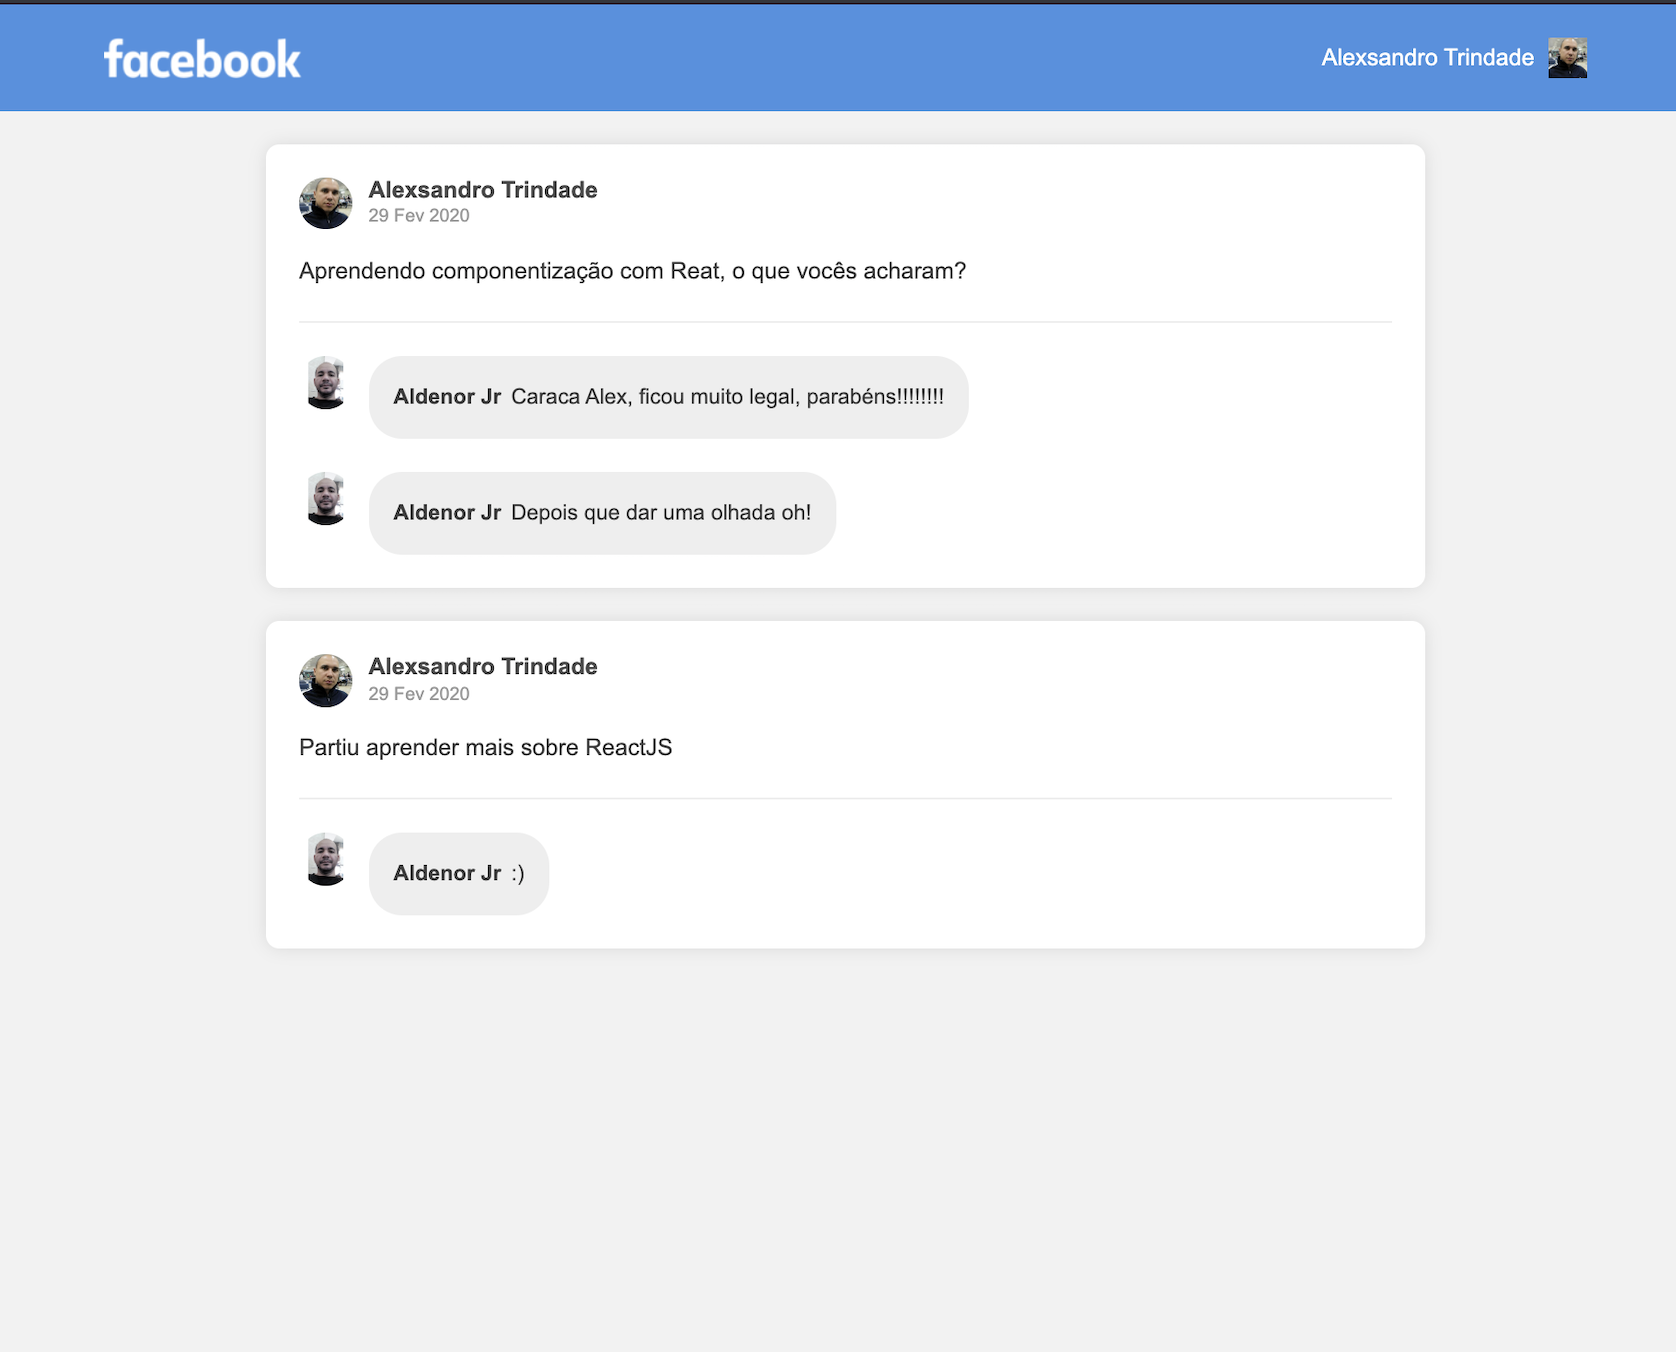 facebook
Alexsandro Trindade
Alexsandro Trindade
29 Fev 2020
Aprendendo componentização com Reat, o que vocês acharam?
Aldenor Jr Caraca Alex, ficou muito legal, parabéns!!!!!!!!
Aldenor Jr Depois que dar uma olhada oh!
Alexsandro Trindade
29 Fev 2020
Partiu aprender mais sobre ReactJS
Aldenor Jr :)